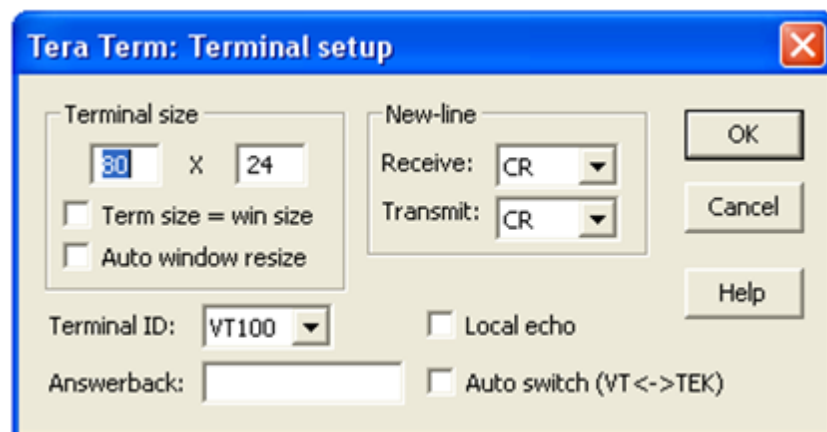 Tera Term: Terminal setup
Terminal size
80 X 24
Term size = win size
Auto window resize
New-line
Receive: CR
Transmit: CR
OK
Cancel
Help
Terminal ID: VT100
Local echo
Answerback:
Auto switch (VT<->TEK)